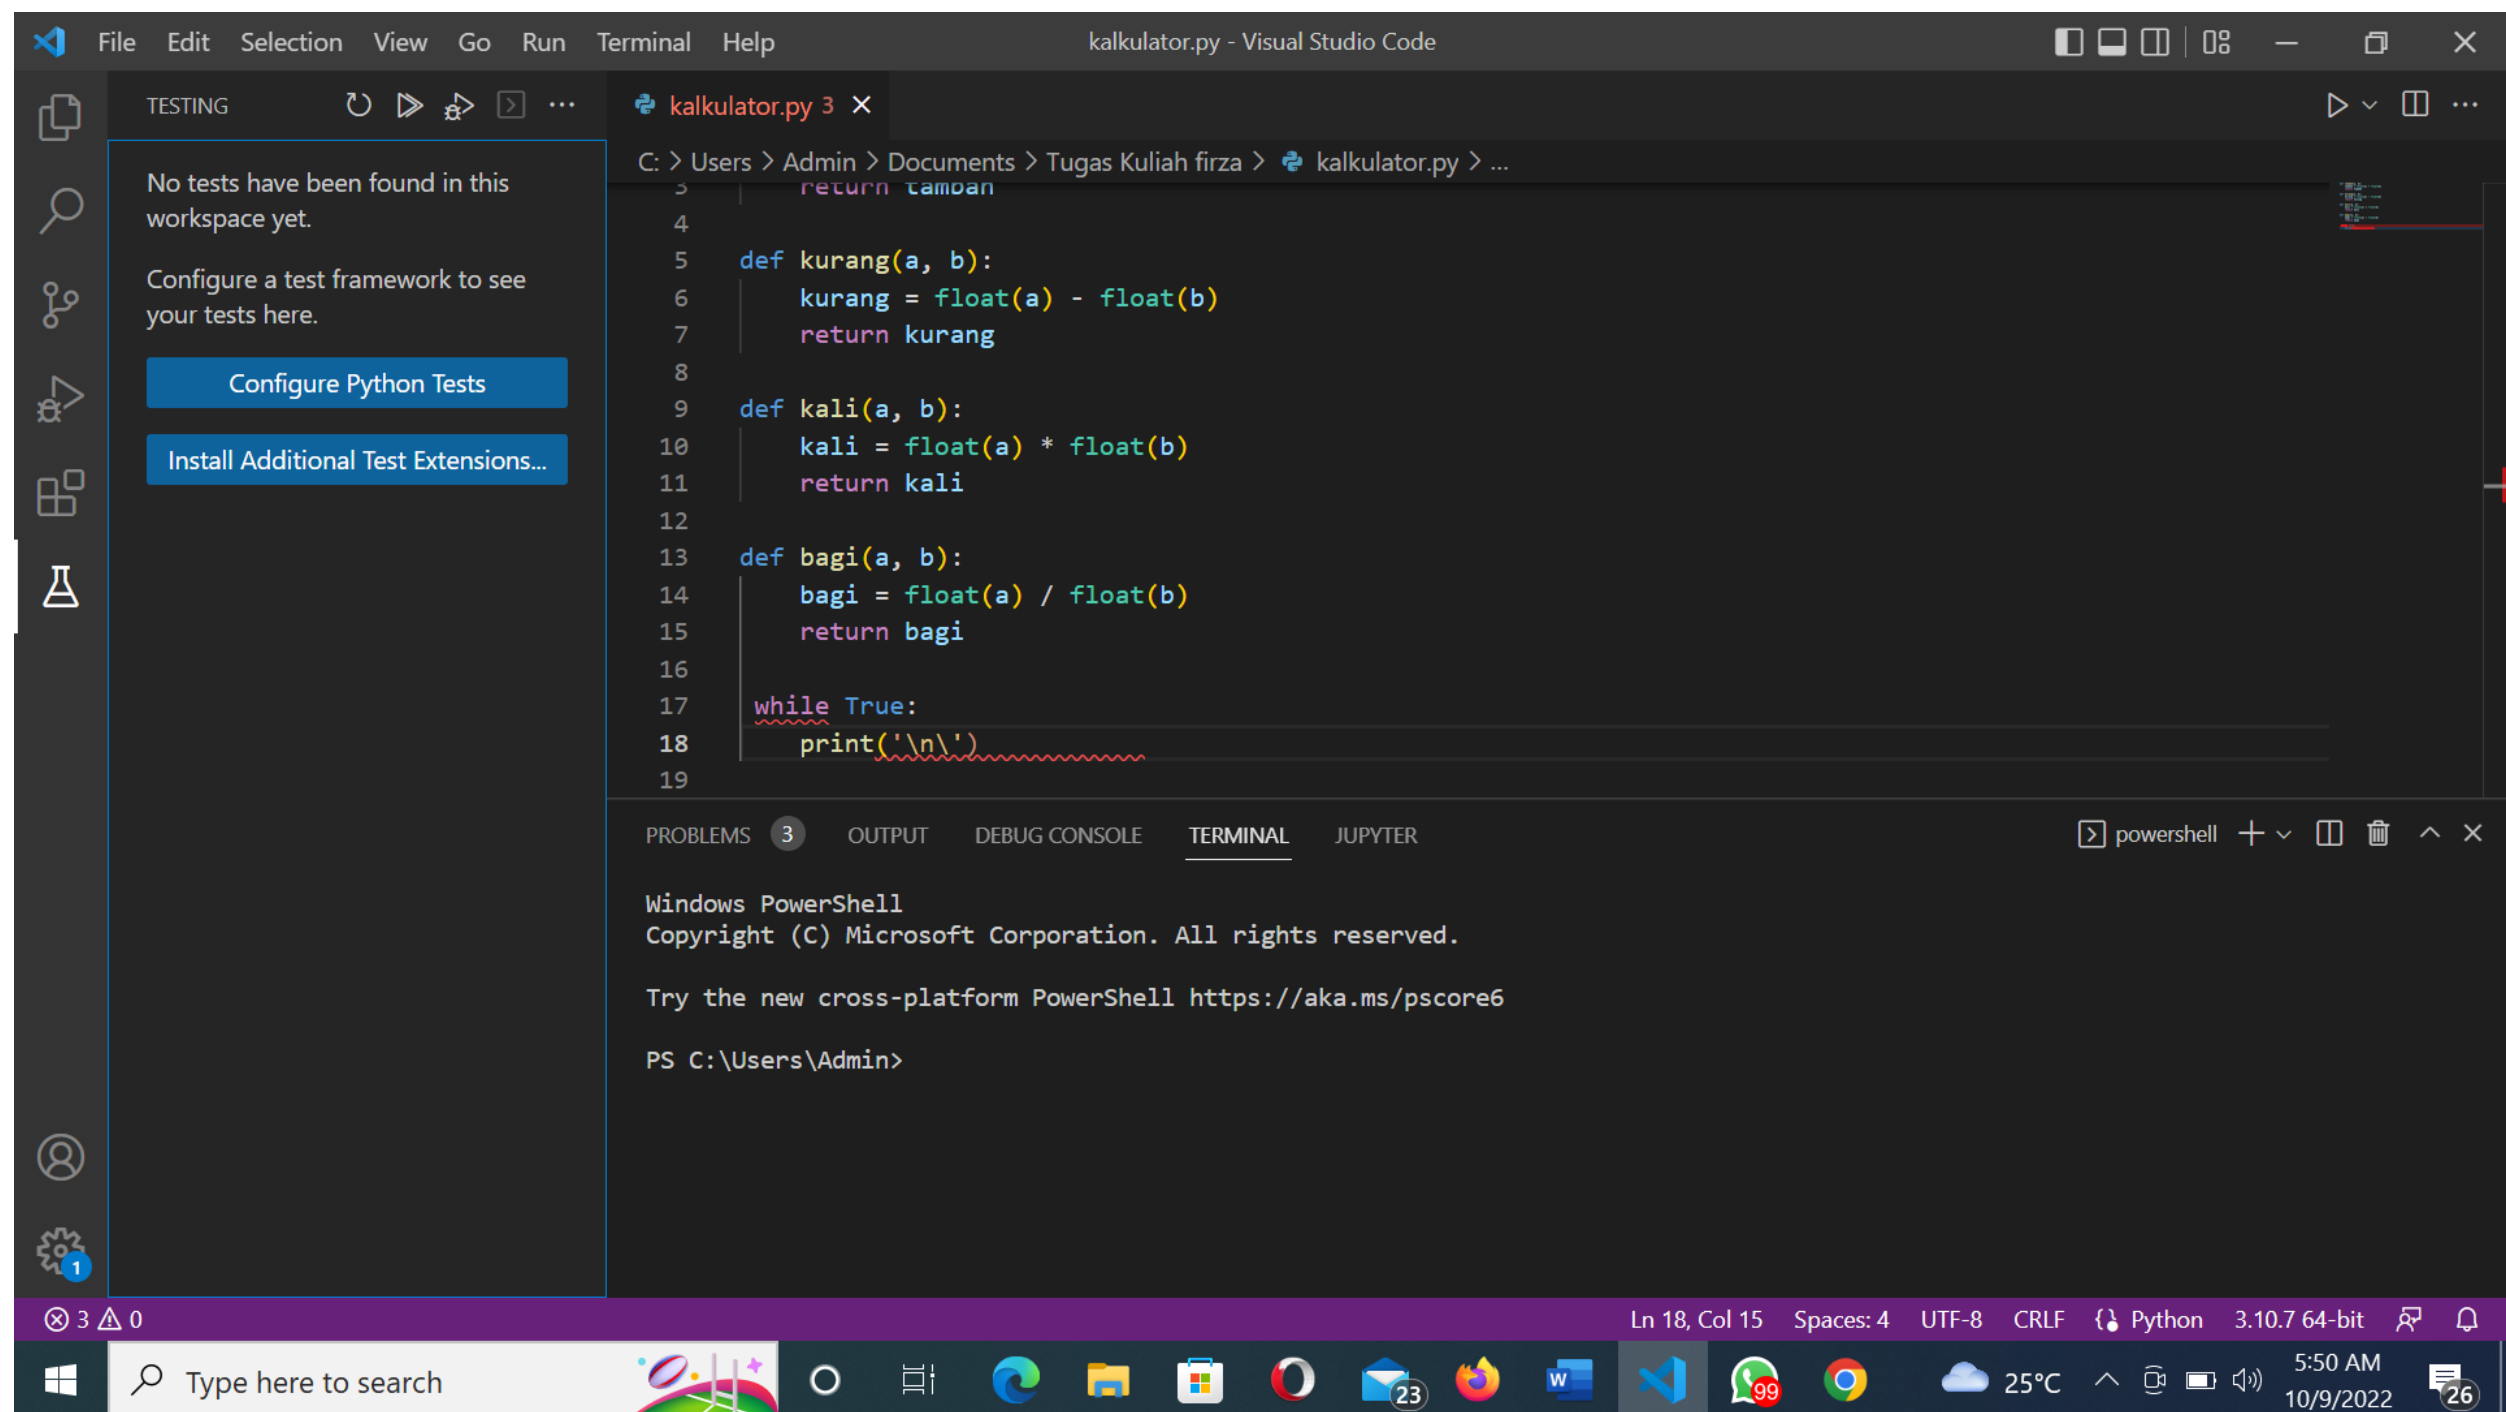 File Edit Selection View Go Run Terminal Help kalkulator.py - Visual Studio Code
TESTING
kalkulator.py 3
C: > Users > Admin > Documents > Tugas Kuliah firza > kalkulator.py > ...
No tests have been found in this
workspace yet.
Configure a test framework to see
your tests here.
Configure Python Tests
Install Additional Test Extensions...
3 return tambah
4
5 def kurang(a, b):
6 kurang = float(a) - float(b)
7 return kurang
8
9 def kali(a, b):
10 kali = float(a) * float(b)
11 return kali
12
13 def bagi(a, b):
14 bagi = float(a) / float(b)
15 return bagi
16
17 while True:
18 print('\n\')
19
PROBLEMS 3 OUTPUT DEBUG CONSOLE TERMINAL JUPYTER
powershell
Windows PowerShell
Copyright (C) Microsoft Corporation. All rights reserved.
Try the new cross-platform PowerShell https://aka.ms/pscore6
PS C:\Users\Admin>
1
3 0
Ln 18, Col 15 Spaces: 4 UTF-8 CRLF Python 3.10.7 64-bit
Type here to search
23
W
99
25°C
5:50 AM
10/9/2022
26